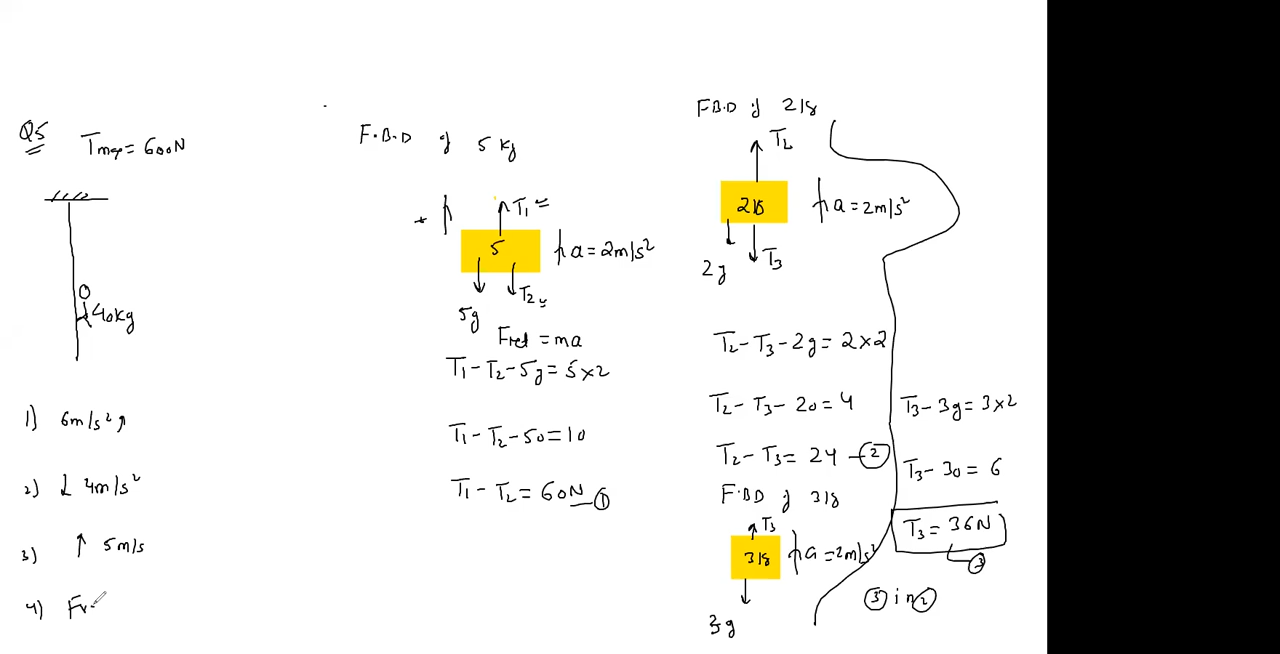 Q5
Tmax = 600N
40kg
1) 6m/s² ↑
2) ↓ 4m/s²
3) ↑ 5m/s
4) Fr
F.B.D of 5 kg
+ ↑
T₁
5
a = 2m/s²
5g
T₂
Fnet = ma
T₁ - T₂ - 5g = 5×2
T₁ - T₂ - 50 = 10
T₁ - T₂ = 60N — ①
F.B.D of 2kg
T₂
2kg
a = 2m/s²
2g
T₃
T₂ - T₃ - 2g = 2×2
T₂ - T₃ - 20 = 4
T₂ - T₃ = 24 — ②
F.BD of 3kg
T₃
3kg
a = 2m/s²
3g
T₃ - 3g = 3×2
T₃ - 30 = 6
T₃ = 36N
③
③ in ②